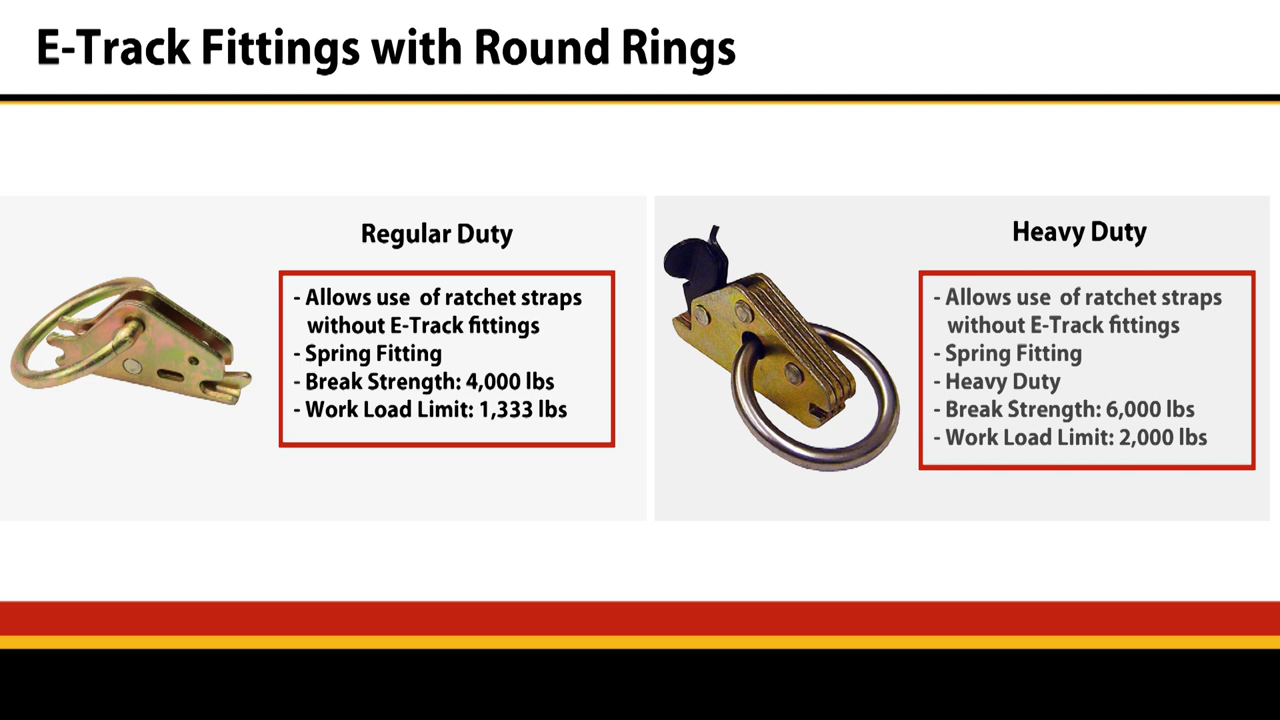 E-Track Fittings with Round Rings
Regular Duty
- Allows use  of ratchet straps
without E-Track fittings
- Spring Fitting
- Break Strength: 4,000 lbs
- Work Load Limit: 1,333 lbs
Heavy Duty
- Allows use  of ratchet straps
without E-Track fittings
- Spring Fitting
- Heavy Duty
- Break Strength: 6,000 lbs
- Work Load Limit: 2,000 lbs